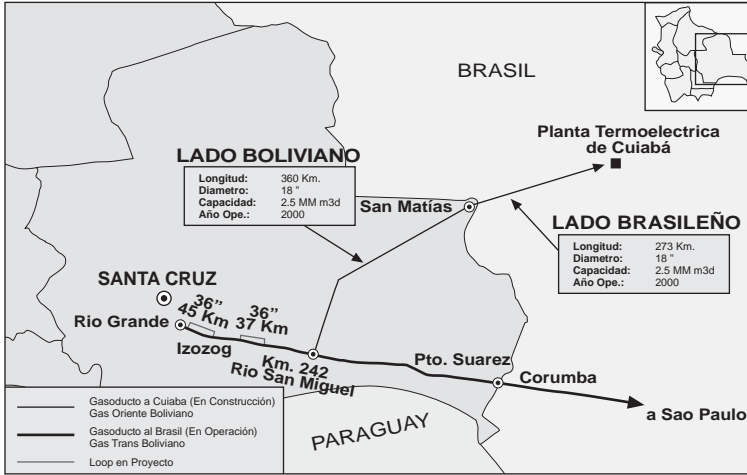 BRASIL
Planta Termoelectrica
de Cuiabá
LADO BOLIVIANO
Longitud: 360 Km.
Diametro: 18 "
Capacidad: 2.5 MM m3d
Año Ope.: 2000
San Matías
LADO BRASILEÑO
Longitud: 273 Km.
Diametro: 18 "
Capacidad: 2.5 MM m3d
Año Ope.: 2000
SANTA CRUZ
36”
45 Km
36”
37 Km
Rio Grande
Izozog
Km. 242
Rio San Miguel
Pto. Suarez
Corumba
a Sao Paulo
PARAGUAY
Gasoducto a Cuiaba (En Construcción)
Gas Oriente Boliviano
Gasoducto al Brasil (En Operación)
Gas Trans Boliviano
Loop en Proyecto